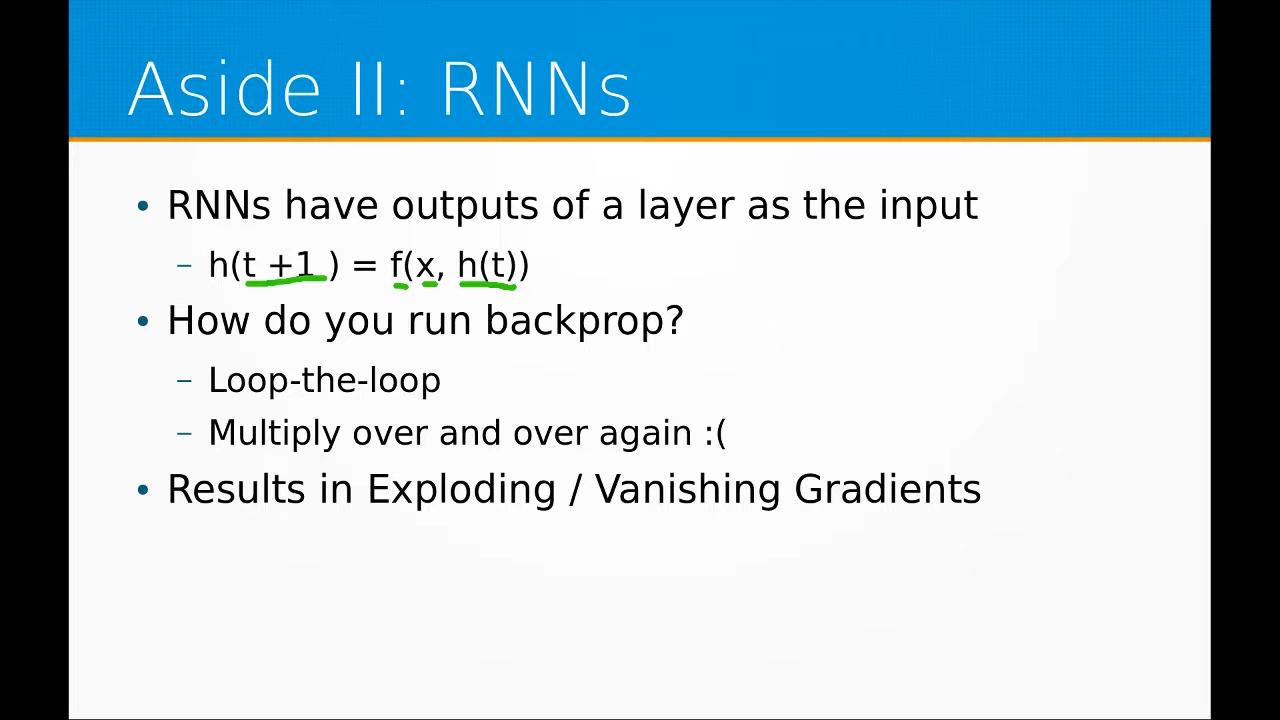 Aside II: RNNs
• RNNs have outputs of a layer as the input
– h(t +1 ) = f(x, h(t))
• How do you run backprop?
– Loop-the-loop
– Multiply over and over again :(
• Results in Exploding / Vanishing Gradients